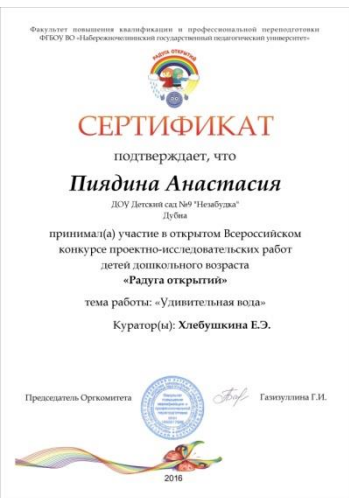 Факультет повышения квалификации и профессиональной переподготовки
ФГБОУ ВО «Набережночелнинский государственный педагогический университет»
РАДУГА ОТКРЫТИЙ
СЕРТИФИКАТ
подтверждает, что
Пиядина Анастасия
ДОУ Детский сад №9 "Незабудка"
Дубна
принимал(а) участие в открытом Всероссийском
конкурсе проектно-исследовательских работ
детей дошкольного возраста
«Радуга открытий»
тема работы: «Удивительная вода»
Куратор(ы): Хлебушкина Е.Э.
Председатель Оргкомитета
Газизуллина Г.И.
2016